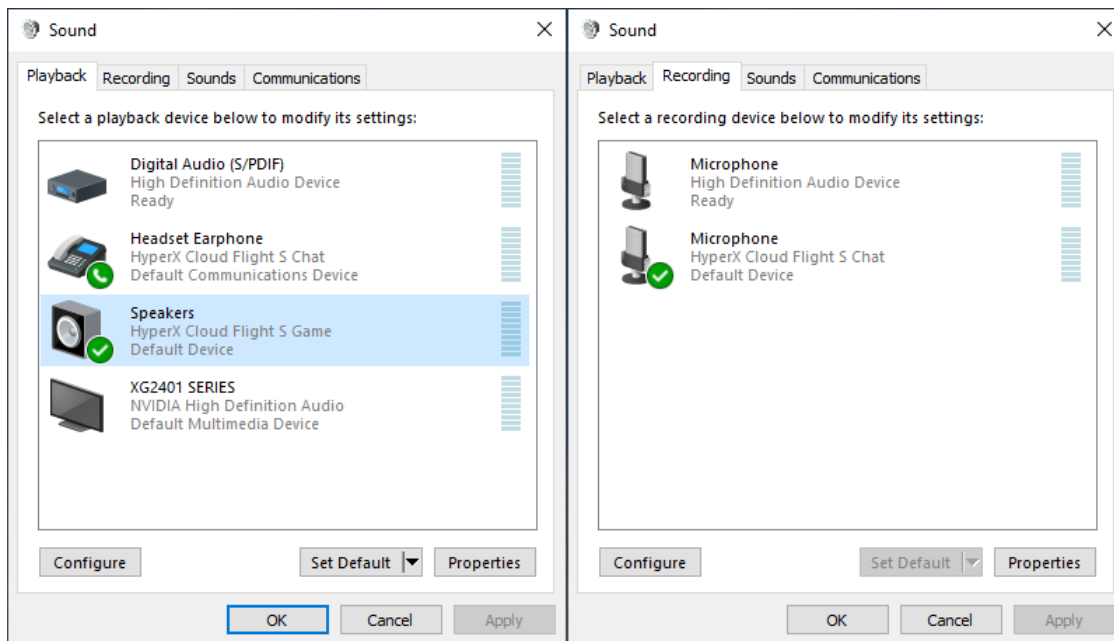 Sound
Playback Recording Sounds Communications
Select a playback device below to modify its settings:
Digital Audio (S/PDIF)
High Definition Audio Device
Ready
Headset Earphone
HyperX Cloud Flight S Chat
Default Communications Device
Speakers
HyperX Cloud Flight S Game
Default Device
XG2401 SERIES
NVIDIA High Definition Audio
Default Multimedia Device
Configure Set Default Properties
OK Cancel Apply
Sound
Playback Recording Sounds Communications
Select a recording device below to modify its settings:
Microphone
High Definition Audio Device
Ready
Microphone
HyperX Cloud Flight S Chat
Default Device
Configure Set Default Properties
OK Cancel Apply